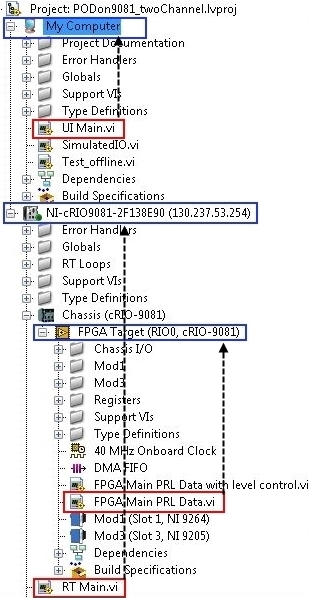 Project: PODon9081_twoChannel.lvproj
My Computer
Project Documentation
Error Handlers
Globals
Support VIs
Type Definitions
UI Main.vi
SimulatedIO.vi
Test_offline.vi
Dependencies
Build Specifications
NI-cRIO9081-2F138E90 (130.237.53.254)
Error Handlers
Globals
RT Loops
Support VIs
Type Definitions
Chassis (cRIO-9081)
FPGA Target (RIO0, cRIO-9081)
Chassis I/O
Mod1
Mod3
Registers
Support VIs
Type Definitions
40 MHz Onboard Clock
DMA FIFO
FPGA Main PRL Data with level control.vi
FPGA Main PRL Data.vi
Mod1 (Slot 1, NI 9264)
Mod3 (Slot 3, NI 9205)
Dependencies
Build Specifications
RT Main.vi